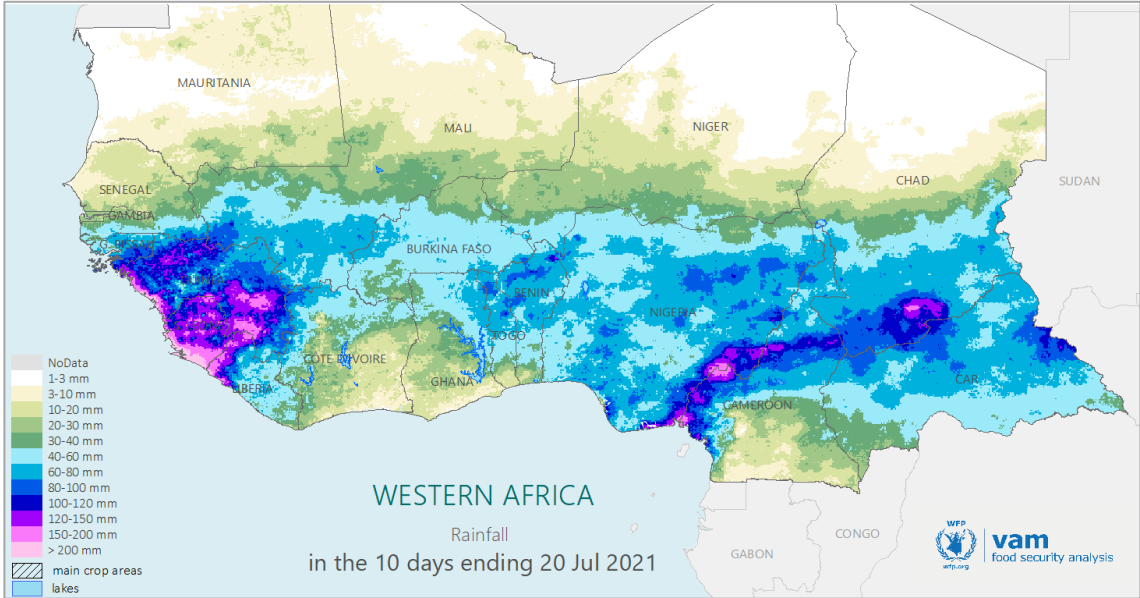 MAURITANIA
MALI
NIGER
CHAD
SUDAN
SENEGAL
GAMBIA
BURKINA FASO
BENIN
NIGERIA
TOGO
COTE D'IVOIRE
GHANA
LIBERIA
CAR
CAMEROON
GABON
CONGO
NoData
1-3 mm
3-10 mm
10-20 mm
20-30 mm
30-40 mm
40-60 mm
60-80 mm
80-100 mm
100-120 mm
120-150 mm
150-200 mm
> 200 mm
main crop areas
lakes
WESTERN AFRICA
Rainfall
in the 10 days ending 20 Jul 2021
WFP
wfp.org
vam
food security analysis